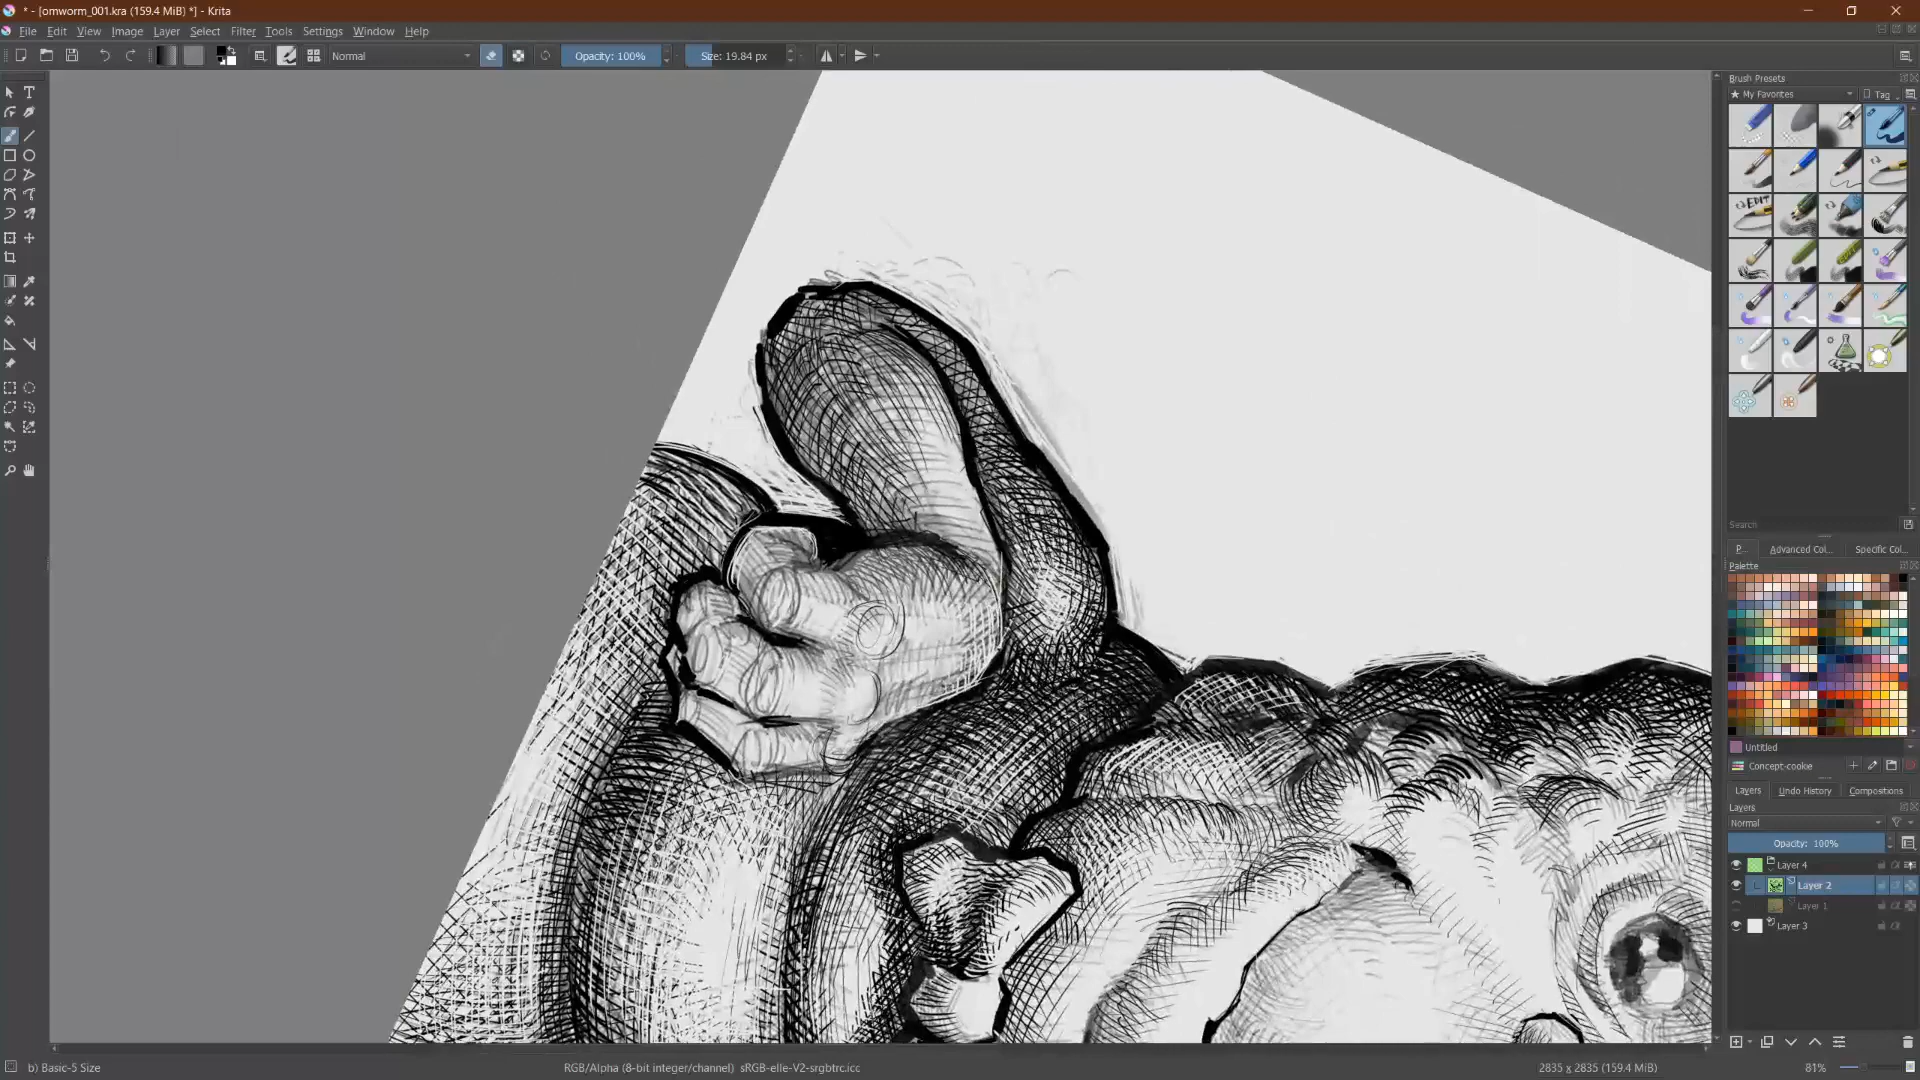 * - [omworm_001.kra (159.4 MiB) *] - Krita
File Edit View Image Layer Select Filter Tools Settings Window Help
Normal Opacity: 100% Size: 19.84 px
Brush Presets
★ My Favorites Tag
EDIT
Search
P... Advanced Col... Specific Col...
Palette
Untitled
Concept-cookie
Layers Undo History Compositions
Layers
Normal
Opacity: 100%
Layer 4
Layer 2
Layer 1
Layer 3
b) Basic-5 Size RGB/Alpha (8-bit integer/channel) sRGB-elle-V2-srgbtrc.icc 2835 x 2835 (159.4 MiB) 81%